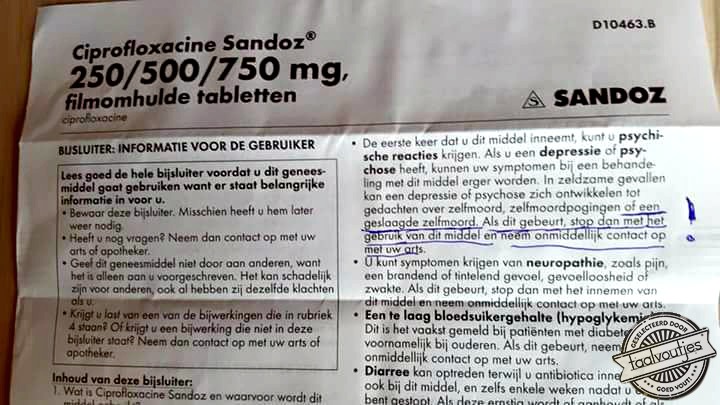 D10463.B
Ciprofloxacine Sandoz®
250/500/750 mg,
filmomhulde tabletten
ciprofloxacine
SANDOZ
BIJSLUITER: INFORMATIE VOOR DE GEBRUIKER
Lees goed de hele bijsluiter voordat u dit genees-
middel gaat gebruiken want er staat belangrijke
informatie in voor u.
• Bewaar deze bijsluiter. Misschien heeft u hem later
weer nodig.
• Heeft u nog vragen? Neem dan contact op met uw
arts of apotheker.
• Geef dit geneesmiddel niet door aan anderen, want
het is alleen aan u voorgeschreven. Het kan schadelijk
zijn voor anderen, ook al hebben zij dezelfde klachten
als u.
• Krijgt u last van een van de bijwerkingen die in rubriek
4 staan? Of krijgt u een bijwerking die niet in deze
bijsluiter staat? Neem dan contact op met uw arts of
apotheker.
Inhoud van deze bijsluiter:
1. Wat is Ciprofloxacine Sandoz en waarvoor wordt dit
• De eerste keer dat u dit middel inneemt, kunt u psychi-
sche reacties krijgen. Als u een depressie of psy-
chose heeft, kunnen uw symptomen bij een behande-
ling met dit middel erger worden. In zeldzame gevallen
kan een depressie of psychose zich ontwikkelen tot
gedachten over zelfmoord, zelfmoordpogingen of een
geslaagde zelfmoord. Als dit gebeurt, stop dan met het
gebruik van dit middel en neem onmiddellijk contact op
met uw arts.
!
• U kunt symptomen krijgen van neuropathie, zoals pijn,
een brandend of tintelend gevoel, gevoelloosheid of
zwakte. Als dit gebeurt, stop dan met het innemen van
dit middel en neem onmiddellijk contact op met uw arts.
• Een te laag bloedsuikergehalte (hypoglykemie)
Dit is het vaakst gemeld bij patiënten met diabetes
voornamelijk bij ouderen. Als dit gebeurt, neem
onmiddellijk contact op met uw arts.
• Diarree kan optreden terwijl u antibiotica
ook bij dit middel, en zelfs enkele weken nadat u
bent gestopt. Als deze ernstig wordt of aanhoudt of als
GESELECTEERD DOOR
taalvoutjes
GOED VOUT!